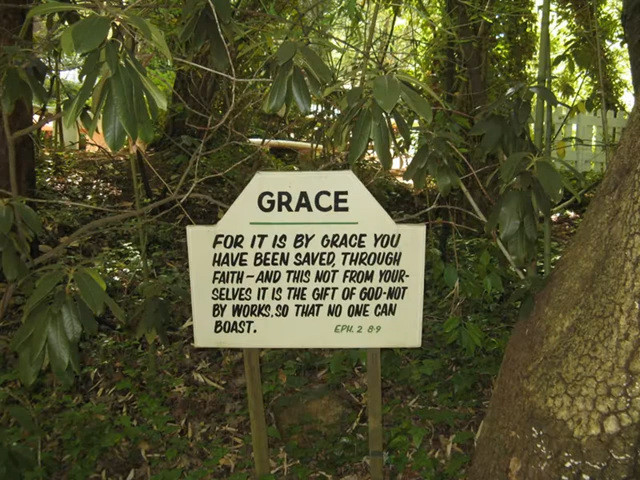 GRACE
FOR IT IS BY GRACE YOU
HAVE BEEN SAVED, THROUGH
FAITH-AND THIS NOT FROM YOUR-
SELVES IT IS THE GIFT OF GOD-NOT
BY WORKS, SO THAT NO ONE CAN
BOAST. EPH. 2 8-9